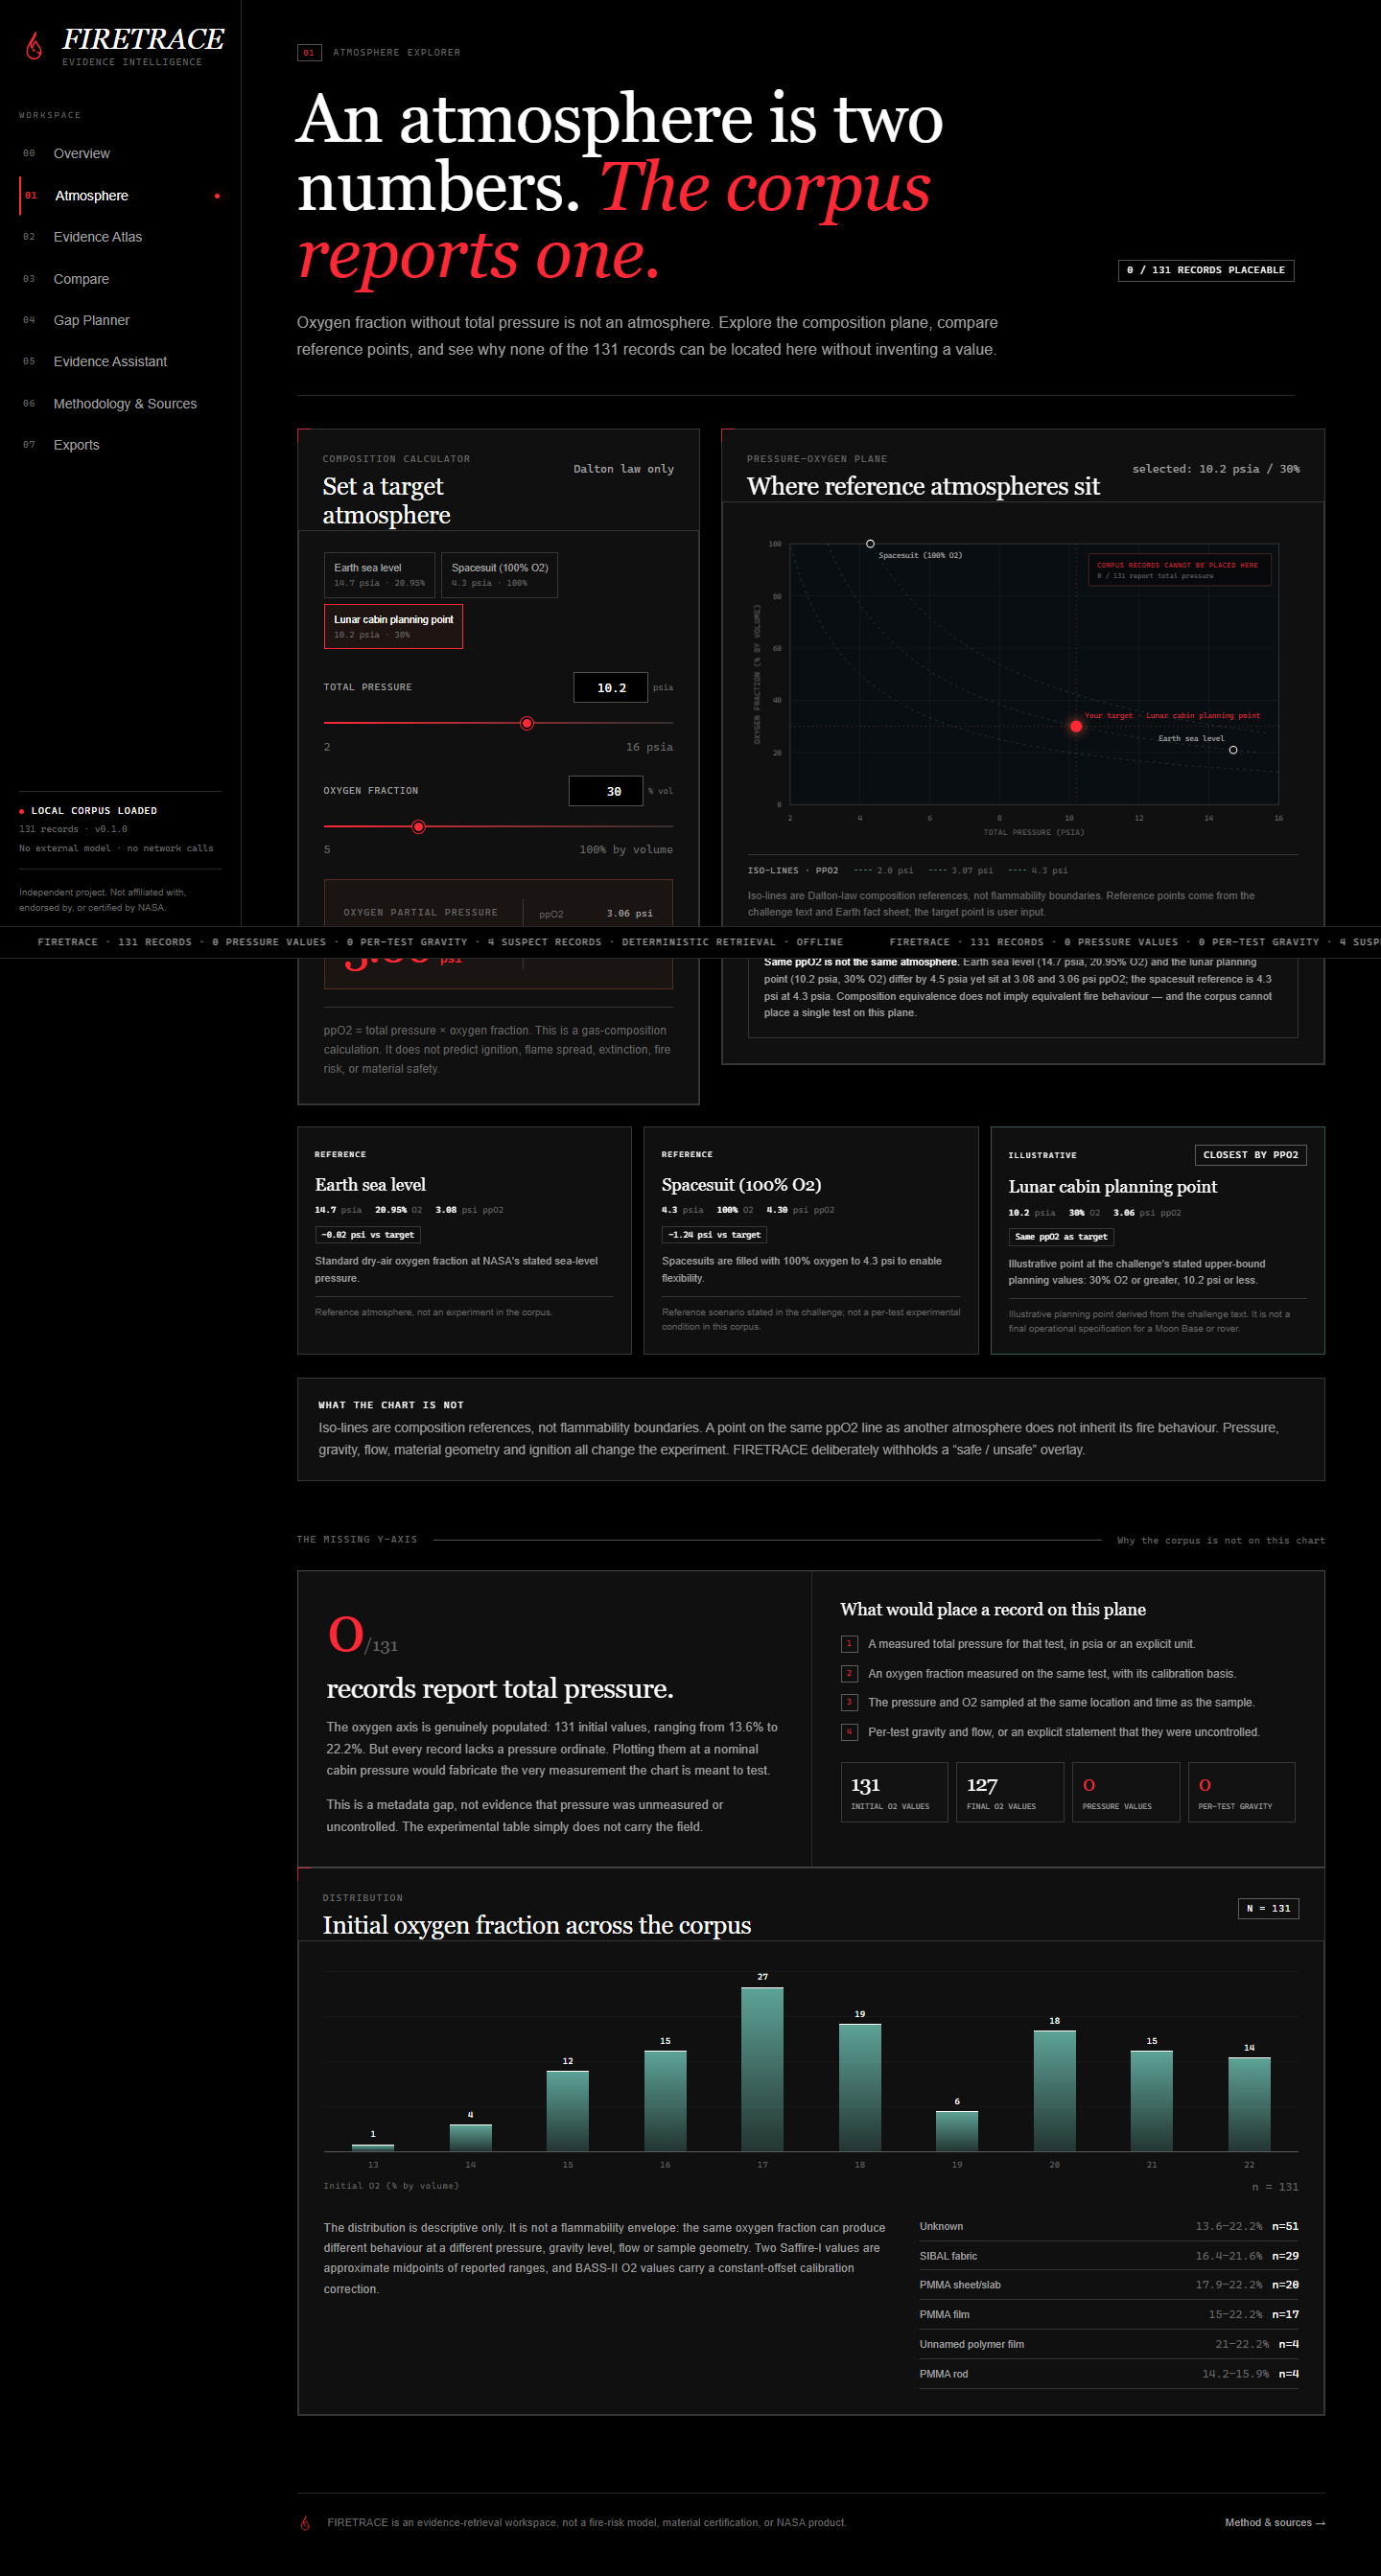 FIRETRACE
EVIDENCE INTELLIGENCE
WORKSPACE
00 Overview
01 Atmosphere
02 Evidence Atlas
03 Compare
04 Gap Planner
05 Evidence Assistant
06 Methodology & Sources
07 Exports
LOCAL CORPUS LOADED
131 records · v0.1.0
No external model · no network calls
Independent project. Not affiliated with,
endorsed by, or certified by NASA.
01 ATMOSPHERE EXPLORER
An atmosphere is two
numbers. The corpus
reports one.
0 / 131 RECORDS PLACEABLE
Oxygen fraction without total pressure is not an atmosphere. Explore the composition plane, compare
reference points, and see why none of the 131 records can be located here without inventing a value.
COMPOSITION CALCULATOR
Dalton law only
Set a target
atmosphere
Earth sea level
14.7 psia · 20.95%
Spacesuit (100% O2)
4.3 psia · 100%
Lunar cabin planning point
10.2 psia · 30%
TOTAL PRESSURE
10.2 psia
2
16 psia
OXYGEN FRACTION
30 % vol
5
100% by volume
OXYGEN PARTIAL PRESSURE
ppO2 3.06 psi
psi
ppO2 = total pressure × oxygen fraction. This is a gas-composition
calculation. It does not predict ignition, flame spread, extinction, fire
risk, or material safety.
PRESSURE-OXYGEN PLANE
selected: 10.2 psia / 30%
Where reference atmospheres sit
100
80
60
40
20
0
OXYGEN FRACTION (% BY VOLUME)
Spacesuit (100% O2)
CORPUS RECORDS CANNOT BE PLACED HERE
0 / 131 report total pressure
Your target · Lunar cabin planning point
Earth sea level
2 4 6 8 10 12 14 16
TOTAL PRESSURE (PSIA)
ISO-LINES · PPO2 2.0 psi 3.07 psi 4.3 psi
Iso-lines are Dalton-law composition references, not flammability boundaries. Reference points come from the
challenge text and Earth fact sheet; the target point is user input.
FIRETRACE · 131 RECORDS · 0 PRESSURE VALUES · 0 PER-TEST GRAVITY · 4 SUSPECT RECORDS · DETERMINISTIC RETRIEVAL · OFFLINE
FIRETRACE · 131 RECORDS · 0 PRESSURE VALUES · 0 PER-TEST GRAVITY · 4 SUSP
Same ppO2 is not the same atmosphere. Earth sea level (14.7 psia, 20.95% O2) and the lunar planning
point (10.2 psia, 30% O2) differ by 4.5 psia yet sit at 3.08 and 3.06 psi ppO2; the spacesuit reference is 4.3
psi at 4.3 psia. Composition equivalence does not imply equivalent fire behaviour — and the corpus cannot
place a single test on this plane.
REFERENCE
Earth sea level
14.7 psia 20.95% O2 3.08 psi ppO2
-0.02 psi vs target
Standard dry-air oxygen fraction at NASA's stated sea-level
pressure.
Reference atmosphere, not an experiment in the corpus.
REFERENCE
Spacesuit (100% O2)
4.3 psia 100% O2 4.30 psi ppO2
-1.24 psi vs target
Spacesuits are filled with 100% oxygen to 4.3 psi to enable
flexibility.
Reference scenario stated in the challenge; not a per-test experimental
condition in this corpus.
ILLUSTRATIVE
CLOSEST BY PPO2
Lunar cabin planning point
10.2 psia 30% O2 3.06 psi ppO2
Same ppO2 as target
Illustrative point at the challenge's stated upper-bound
planning values: 30% O2 or greater, 10.2 psi or less.
Illustrative planning point derived from the challenge text. It is not a
final operational specification for a Moon Base or rover.
WHAT THE CHART IS NOT
Iso-lines are composition references, not flammability boundaries. A point on the same ppO2 line as another atmosphere does not inherit its fire behaviour. Pressure,
gravity, flow, material geometry and ignition all change the experiment. FIRETRACE deliberately withholds a “safe / unsafe” overlay.
THE MISSING Y-AXIS
Why the corpus is not on this chart
0/131
records report total pressure.
The oxygen axis is genuinely populated: 131 initial values, ranging from 13.6% to
22.2%. But every record lacks a pressure ordinate. Plotting them at a nominal
cabin pressure would fabricate the very measurement the chart is meant to test.
This is a metadata gap, not evidence that pressure was unmeasured or
uncontrolled. The experimental table simply does not carry the field.
What would place a record on this plane
1 A measured total pressure for that test, in psia or an explicit unit.
2 An oxygen fraction measured on the same test, with its calibration basis.
3 The pressure and O2 sampled at the same location and time as the sample.
4 Per-test gravity and flow, or an explicit statement that they were uncontrolled.
131
INITIAL O2 VALUES
127
FINAL O2 VALUES
0
PRESSURE VALUES
0
PER-TEST GRAVITY
DISTRIBUTION
Initial oxygen fraction across the corpus
N = 131
1 4 12 15 27 19 6 18 15 14
13 14 15 16 17 18 19 20 21 22
Initial O2 (% by volume)
n = 131
The distribution is descriptive only. It is not a flammability envelope: the same oxygen fraction can produce
different behaviour at a different pressure, gravity level, flow or sample geometry. Two Saffire-I values are
approximate midpoints of reported ranges, and BASS-II O2 values carry a constant-offset calibration
correction.
Unknown 13.6–22.2% n=51
SIBAL fabric 16.4–21.6% n=29
PMMA sheet/slab 17.9–22.2% n=20
PMMA film 15–22.2% n=17
Unnamed polymer film 21–22.2% n=4
PMMA rod 14.2–15.9% n=4
FIRETRACE is an evidence-retrieval workspace, not a fire-risk model, material certification, or NASA product.
Method & sources →